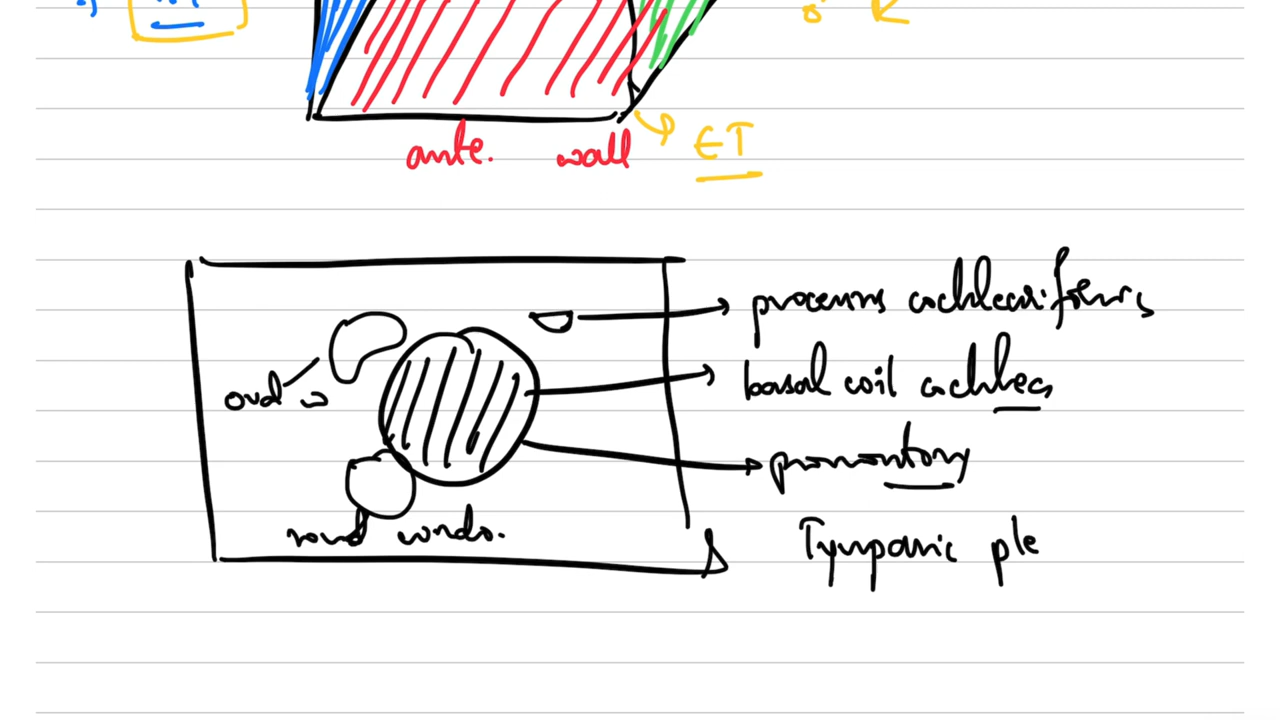 ante. wall
ET
processus cochleariformis
basal coil cochlea
oval w
promontory
round windo.
Tympanic ple